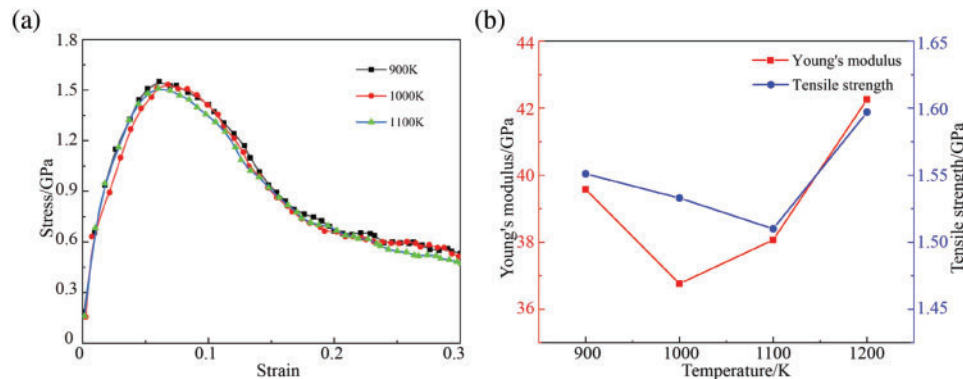 (a)
1.8
1.5
1.2
0.9
0.6
0.3
0
Stress/GPa
900K
1000K
1100K
0
0.1
0.2
0.3
Strain
(b)
44
42
40
38
36
Young's modulus/GPa
Young's modulus
Tensile strength
1.65
1.60
1.55
1.50
1.45
Tensile strength/GPa
900
1000
1100
1200
Temperature/K